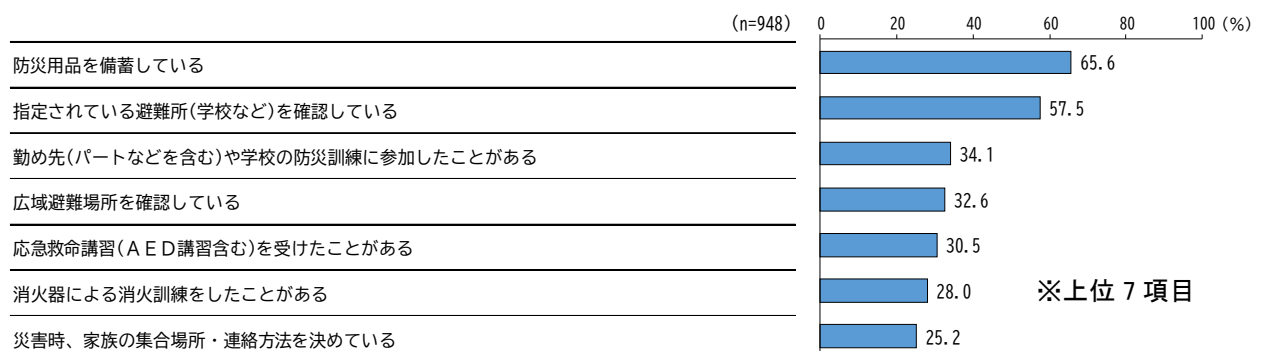 (n=948) 0 20 40 60 80 100 (%)
防災用品を備蓄している 65.6
指定されている避難所(学校など)を確認している 57.5
勤め先(パートなどを含む)や学校の防災訓練に参加したことがある 34.1
広域避難場所を確認している 32.6
応急救命講習(ＡＥＤ講習含む)を受けたことがある 30.5
消火器による消火訓練をしたことがある 28.0 ※上位７項目
災害時、家族の集合場所・連絡方法を決めている 25.2